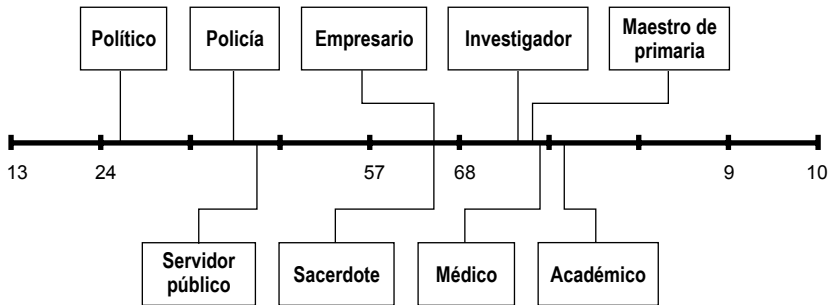 Político
Policía
Empresario
Investigador
Maestro de
primaria
13
24
57
68
9
10
Servidor
público
Sacerdote
Médico
Académico